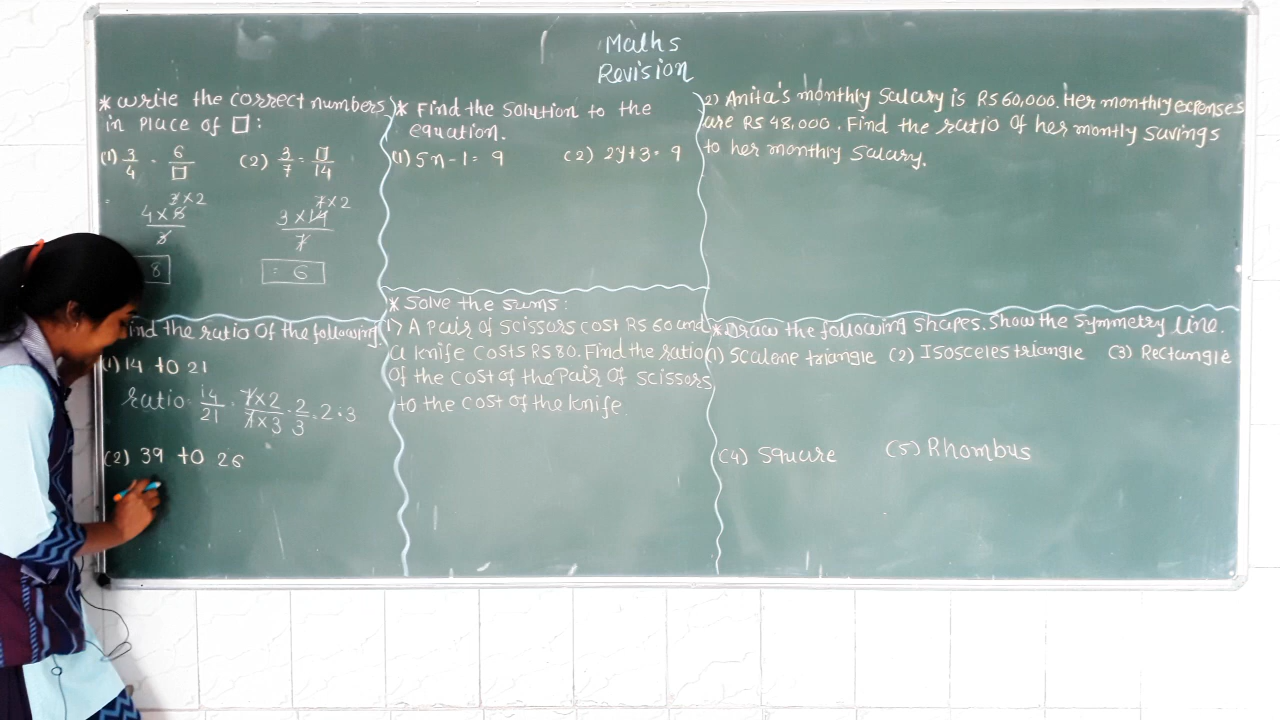 Maths
Revision
* Write the correct numbers
in place of □ :
(1) 3/4 = 6/□ (2) 3/7 = □/14
= 4 × 6 3 × 2 / 3 3 × 14 7 × 2 / 7
8 = 6
ind the ratio of the following.
(1) 14 to 21
ratio = 14/21 = 7 × 2 / 7 × 3 = 2/3 = 2 : 3
(2) 39 to 26
* Find the solution to the
equation.
(1) 5n - 1 = 9 (2) 2y + 3 = 9
* Solve the sums :
1) A pair of scissors cost RS 60 and
a knife costs RS 80. Find the ratio
of the cost of the pair of scissors
to the cost of the knife.
2) Anita's monthly salary is RS 60,000. Her monthly expenses
are RS 48,000. Find the ratio of her montly savings
to her monthly salary.
* Draw the following shapes. Show the symmetry line.
(1) Scalene triangle (2) Isosceles triangle (3) Rectangle
(4) Square (5) Rhombus